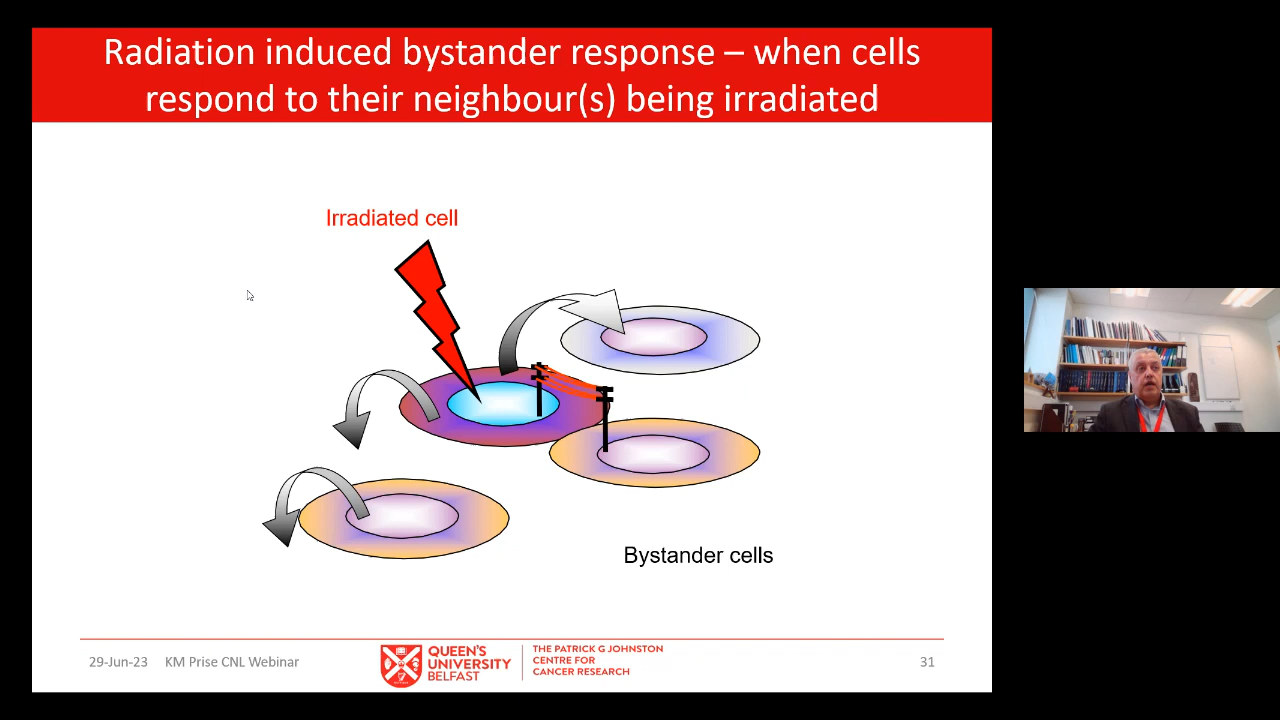 Radiation induced bystander response – when cells
respond to their neighbour(s) being irradiated
Irradiated cell
Bystander cells
29-Jun-23 KM Prise CNL Webinar
QUEEN'S
UNIVERSITY
BELFAST
THE PATRICK G JOHNSTON
CENTRE FOR
CANCER RESEARCH
31